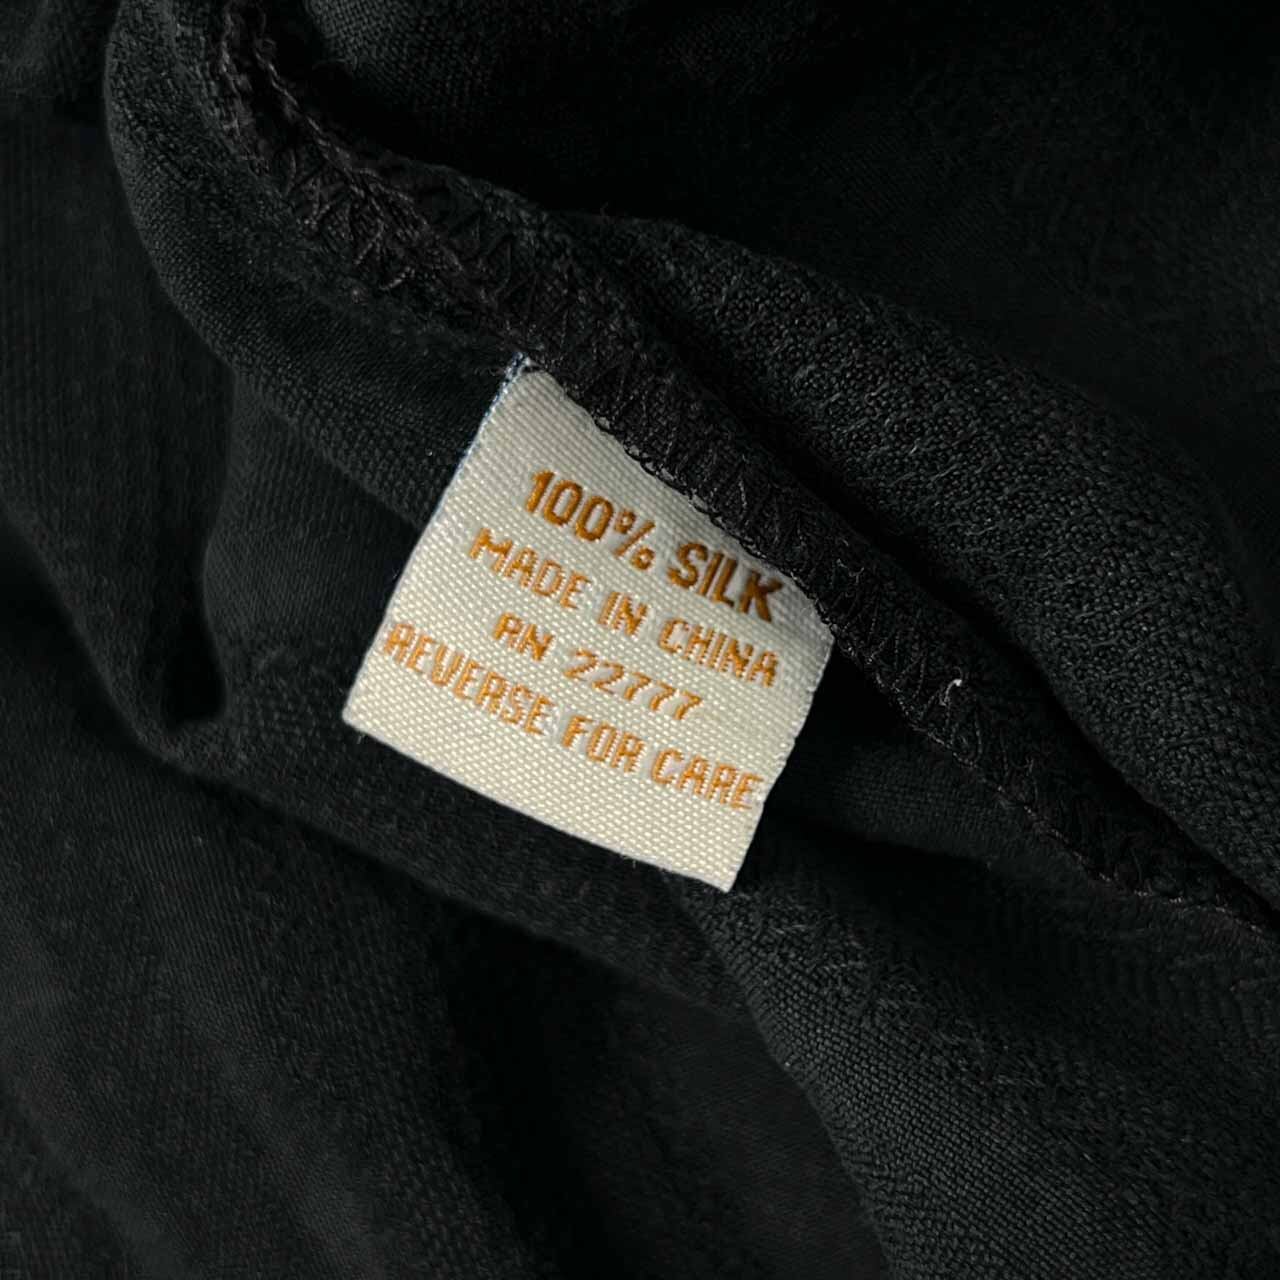 100% SILK
MADE IN CHINA
RN 22777
REVERSE FOR CARE